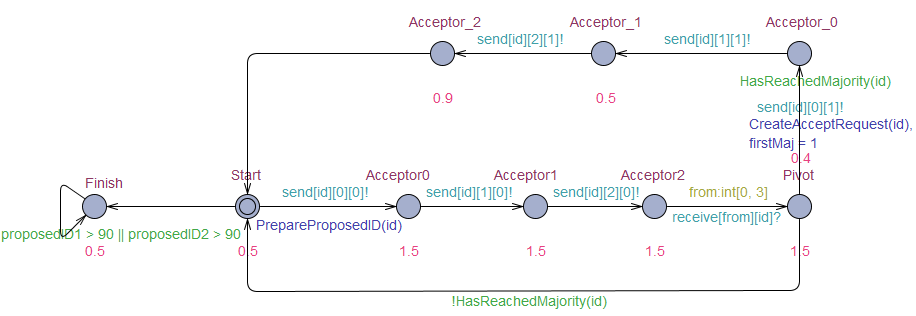 Acceptor_2
Acceptor_1
Acceptor_0
send[id][2][1]!
send[id][1][1]!
HasReachedMajority(id)
0.9
0.5
send[id][0][1]!
CreateAcceptRequest(id),
firstMaj = 1
0.4
Finish
Start
Acceptor0
Acceptor1
Acceptor2
Pivot
send[id][0][0]!
send[id][1][0]!
send[id][2][0]!
from:int[0, 3]
PrepareProposedID(id)
receive[from][id]?
proposedID1 > 90 || proposedID2 > 90
0.5
0.5
1.5
1.5
1.5
1.5
!HasReachedMajority(id)